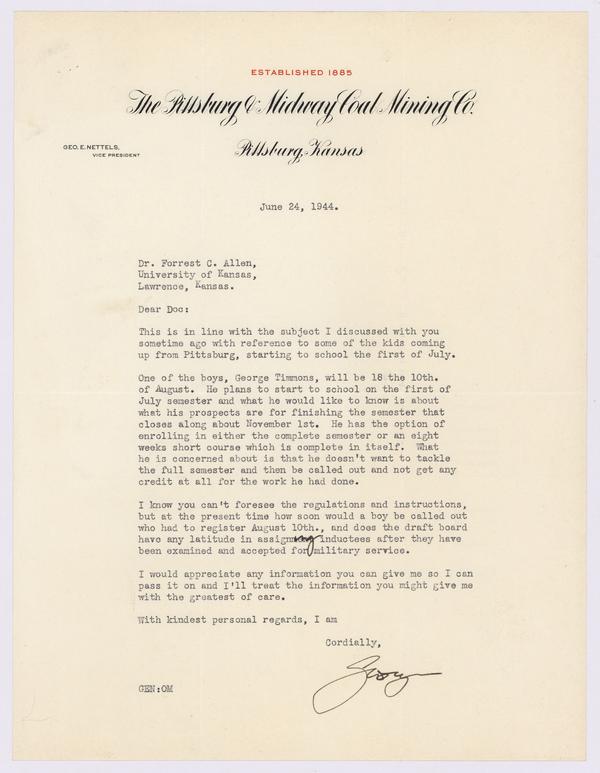 ESTABLISHED 1885
The Pittsburg & Midway Coal Mining Co.
GEO. E. NETTELS,
VICE PRESIDENT
Pittsburg, Kansas
June 24, 1944.
Dr. Forrest C. Allen,
University of Kansas,
Lawrence, Kansas.
Dear Doc:
This is in line with the subject I discussed with you
sometime ago with reference to some of the kids coming
up from Pittsburg, starting to school the first of July.
One of the boys, George Timmons, will be 18 the 10th.
of August. He plans to start to school on the first of
July semester and what he would like to know is about
what his prospects are for finishing the semester that
closes along about November 1st. He has the option of
enrolling in either the complete semester or an eight
weeks short course which is complete in itself. What
he is concerned about is that he doesn't want to tackle
the full semester and then be called out and not get any
credit at all for the work he had done.
I know you can't foresee the regulations and instructions,
but at the present time how soon would a boy be called out
who had to register August 10th., and does the draft board
have any latitude in assigning inductees after they have
been examined and accepted for military service.
I would appreciate any information you can give me so I can
pass it on and I'll treat the information you might give me
with the greatest of care.
With kindest personal regards, I am
Cordially,
George
GEN:OM